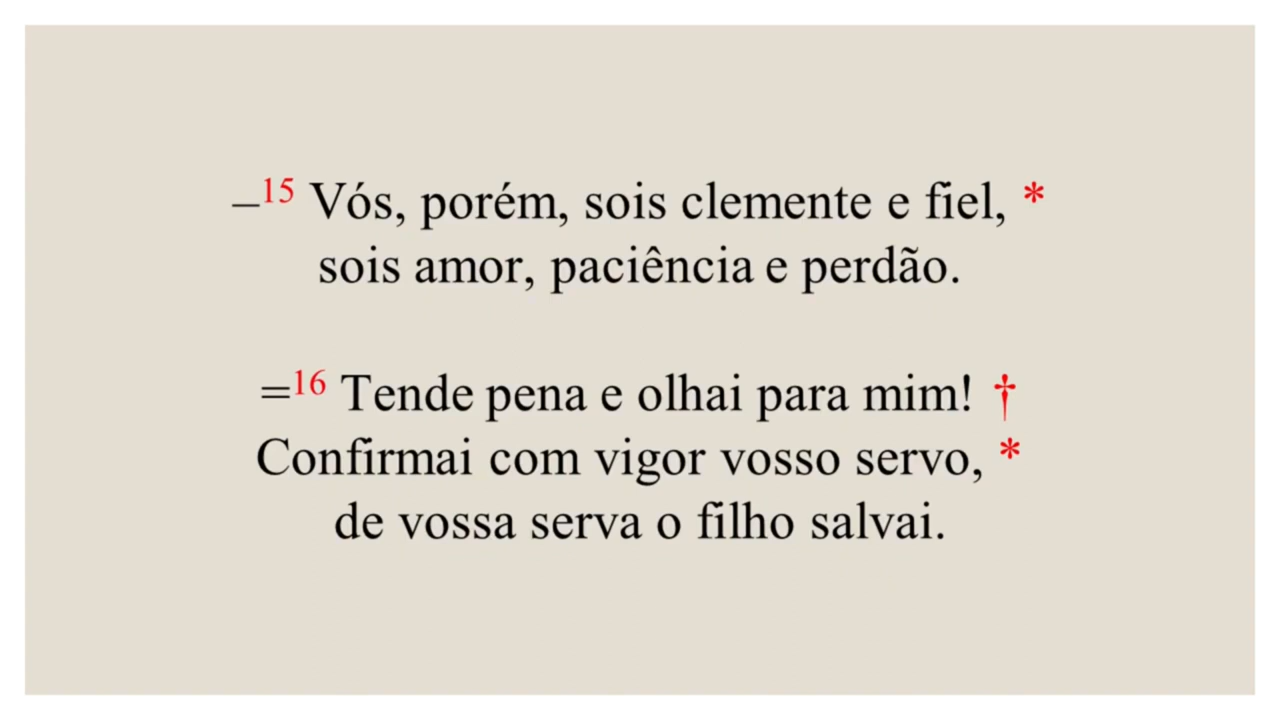 –15 Vós, porém, sois clemente e fiel, *
sois amor, paciência e perdão.
=16 Tende pena e olhai para mim! †
Confirmai com vigor vosso servo, *
de vossa serva o filho salvai.